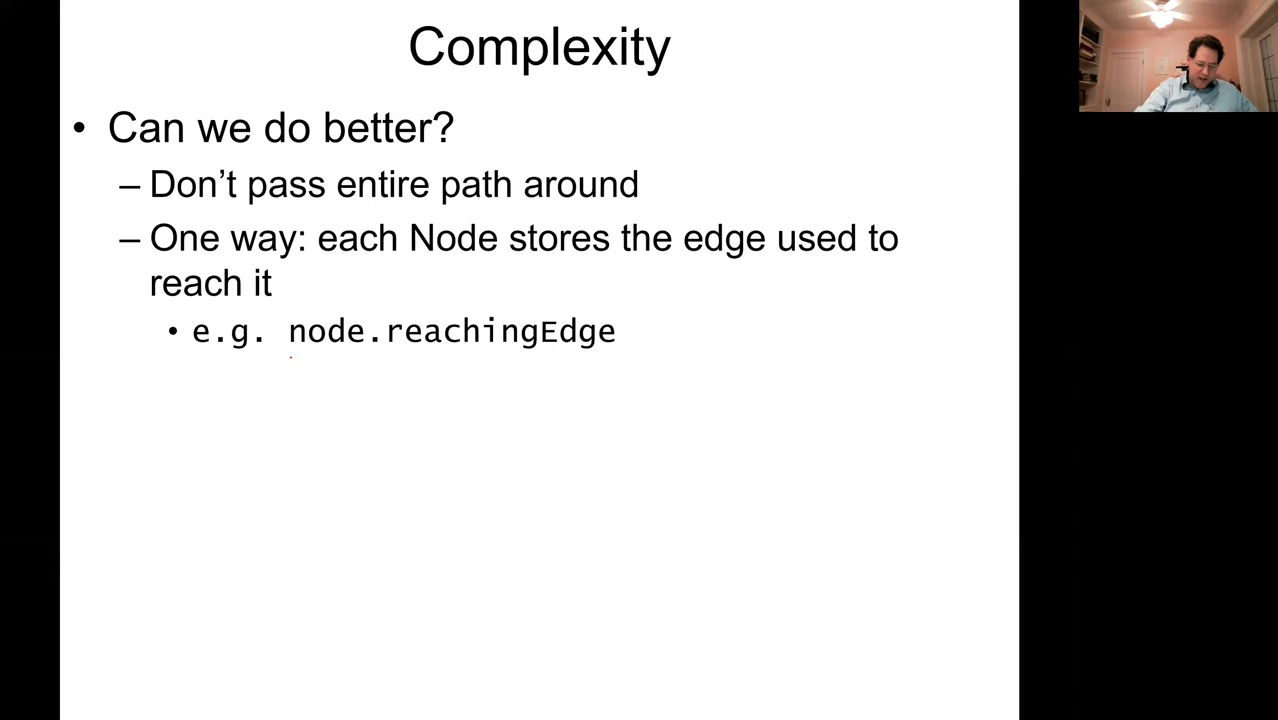 Complexity
• Can we do better?
– Don’t pass entire path around
– One way: each Node stores the edge used to
reach it
• e.g. node.reachingEdge